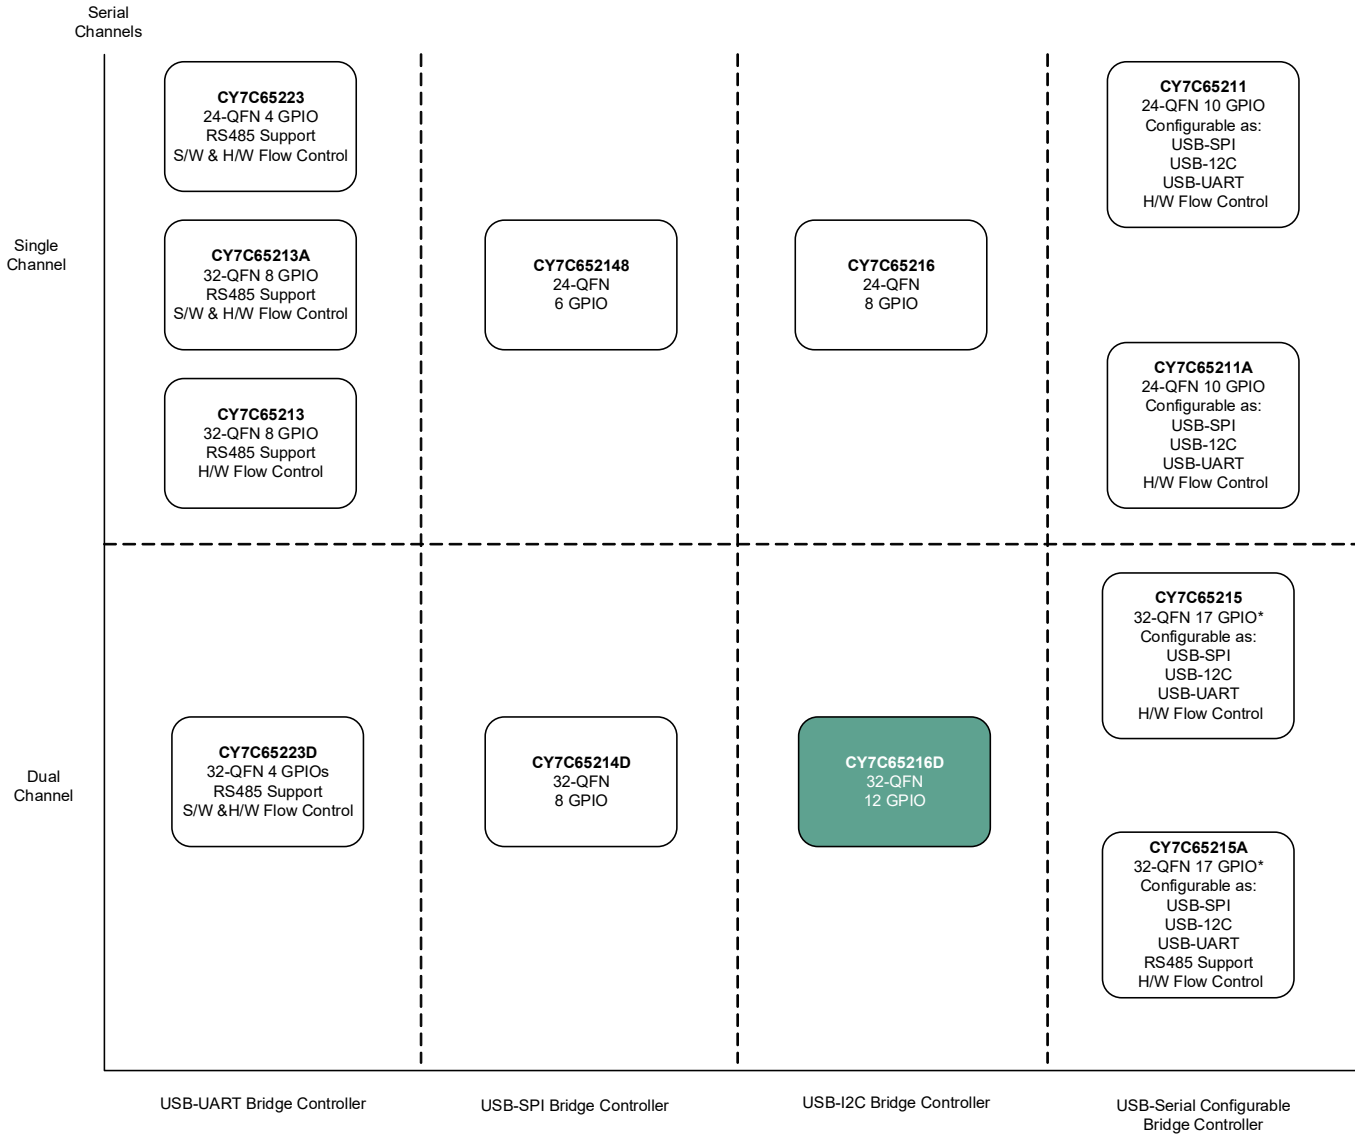 Serial
Channels
CY7C65223
24-QFN 4 GPIO
RS485 Support
S/W & H/W Flow Control
CY7C65211
24-QFN 10 GPIO
Configurable as:
USB-SPI
USB-12C
USB-UART
H/W Flow Control
Single
Channel
CY7C65213A
32-QFN 8 GPIO
RS485 Support
S/W & H/W Flow Control
CY7C652148
24-QFN
6 GPIO
CY7C65216
24-QFN
8 GPIO
CY7C65211A
24-QFN 10 GPIO
Configurable as:
USB-SPI
USB-12C
USB-UART
H/W Flow Control
CY7C65213
32-QFN 8 GPIO
RS485 Support
H/W Flow Control
CY7C65215
32-QFN 17 GPIO*
Configurable as:
USB-SPI
USB-12C
USB-UART
H/W Flow Control
Dual
Channel
CY7C65223D
32-QFN 4 GPIOs
RS485 Support
S/W &H/W Flow Control
CY7C65214D
32-QFN
8 GPIO
CY7C65216D
32-QFN
12 GPIO
CY7C65215A
32-QFN 17 GPIO*
Configurable as:
USB-SPI
USB-12C
USB-UART
RS485 Support
H/W Flow Control
USB-UART Bridge Controller
USB-SPI Bridge Controller
USB-I2C Bridge Controller
USB-Serial Configurable
Bridge Controller